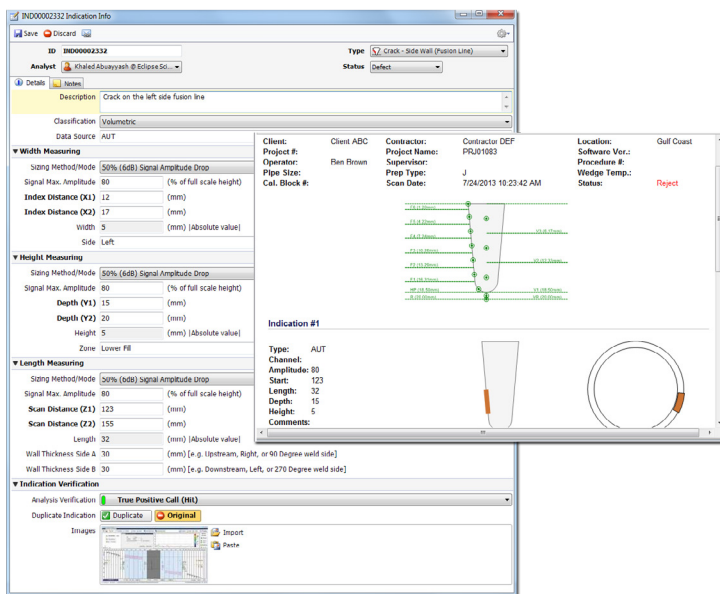 IND00002332 Indication Info
Save Discard
ID IND00002332 Type Crack - Side Wall (Fusion Line)
Analyst Khaled Abuayyash @ Eclipse Sci... Status Defect
Details Notes
Description Crack on the left side fusion line
Classification Volumetric
Data Source AUT
Width Measuring
Sizing Method/Mode 50% (6dB) Signal Amplitude Drop
Signal Max. Amplitude 80 (% of full scale height)
Index Distance (X1) 12 (mm)
Index Distance (X2) 17 (mm)
Width 5 (mm) |Absolute value|
Side Left
Height Measuring
Sizing Method/Mode 50% (6dB) Signal Amplitude Drop
Signal Max. Amplitude 80 (% of full scale height)
Depth (Y1) 15 (mm)
Depth (Y2) 20 (mm)
Height 5 (mm) |Absolute value|
Zone Lower Fill
Length Measuring
Sizing Method/Mode 50% (6dB) Signal Amplitude Drop
Signal Max. Amplitude 80 (% of full scale height)
Scan Distance (Z1) 123 (mm)
Scan Distance (Z2) 155 (mm)
Length 32 (mm) |Absolute value|
Wall Thickness Side A 30 (mm) [e.g. Upstream, Right, or 90 Degree weld side]
Wall Thickness Side B 30 (mm) [e.g. Downstream, Left, or 270 Degree weld side]
Indication Verification
Analysis Verification True Positive Call (Hit)
Duplicate Indication Duplicate Original
Images Import
Paste
Client: Client ABC Contractor: Contractor DEF Location: Gulf Coast
Project #: Project Name: PRJ01083 Software Ver.:
Operator: Ben Brown Supervisor: Procedure #:
Pipe Size: Prep Type: J Wedge Temp.:
Cal. Block #: Scan Date: 7/24/2013 10:23:42 AM Status: Reject
Indication #1
Type: AUT
Channel:
Amplitude: 80
Start: 123
Length: 32
Depth: 15
Height: 5
Comments: